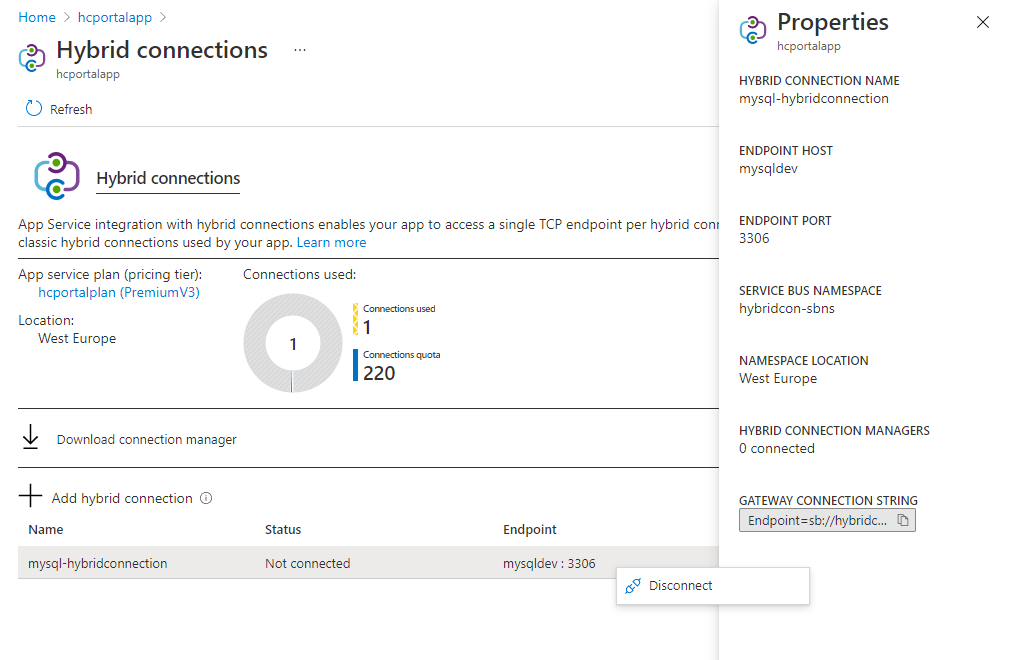 Home > hcportalapp >
Hybrid connections ...
hcportalapp
Refresh
Hybrid connections
App Service integration with hybrid connections enables your app to access a single TCP endpoint per hybrid
classic hybrid connections used by your app. Learn more
App service plan (pricing tier):
hcportalplan (PremiumV3)
Location:
West Europe
Connections used:
1
Connections used
1
Connections quota
220
Download connection manager
Add hybrid connection
Name Status Endpoint
mysql-hybridconnection Not connected mysqldev : 3306
Disconnect
Properties
hcportalapp
HYBRID CONNECTION NAME
mysql-hybridconnection
ENDPOINT HOST
mysqldev
ENDPOINT PORT
3306
SERVICE BUS NAMESPACE
hybridcon-sbns
NAMESPACE LOCATION
West Europe
HYBRID CONNECTION MANAGERS
0 connected
GATEWAY CONNECTION STRING
Endpoint=sb://hybridc...